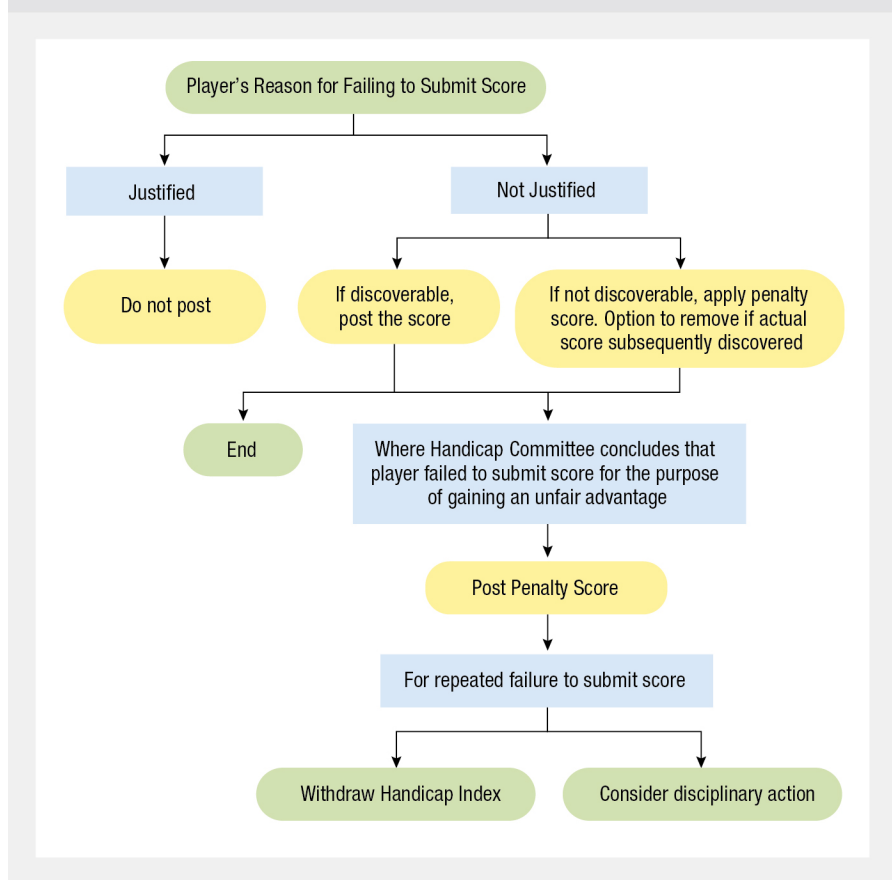 Player’s Reason for Failing to Submit Score
Justified
Not Justified
Do not post
If discoverable,
post the score
If not discoverable, apply penalty
score. Option to remove if actual
score subsequently discovered
End
Where Handicap Committee concludes that
player failed to submit score for the purpose
of gaining an unfair advantage
Post Penalty Score
For repeated failure to submit score
Withdraw Handicap Index
Consider disciplinary action